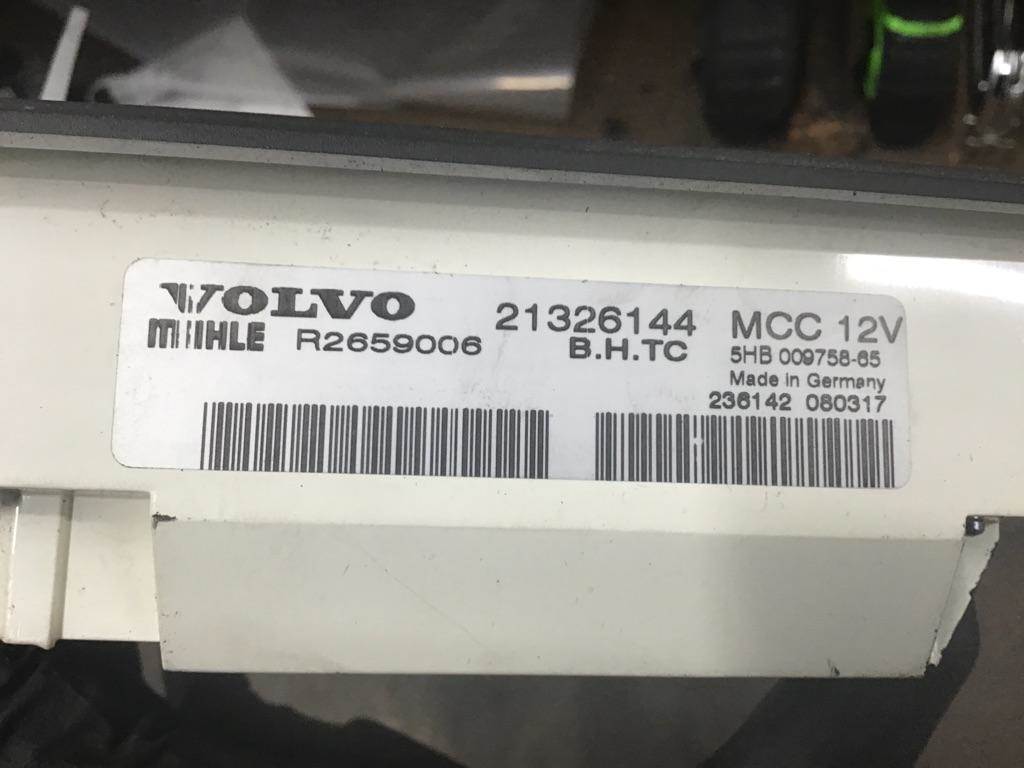 VOLVO 21326144 MCC 12V
MAHLE R2659006 B.H.TC 5HB 009758-65
Made in Germany
236142 080317